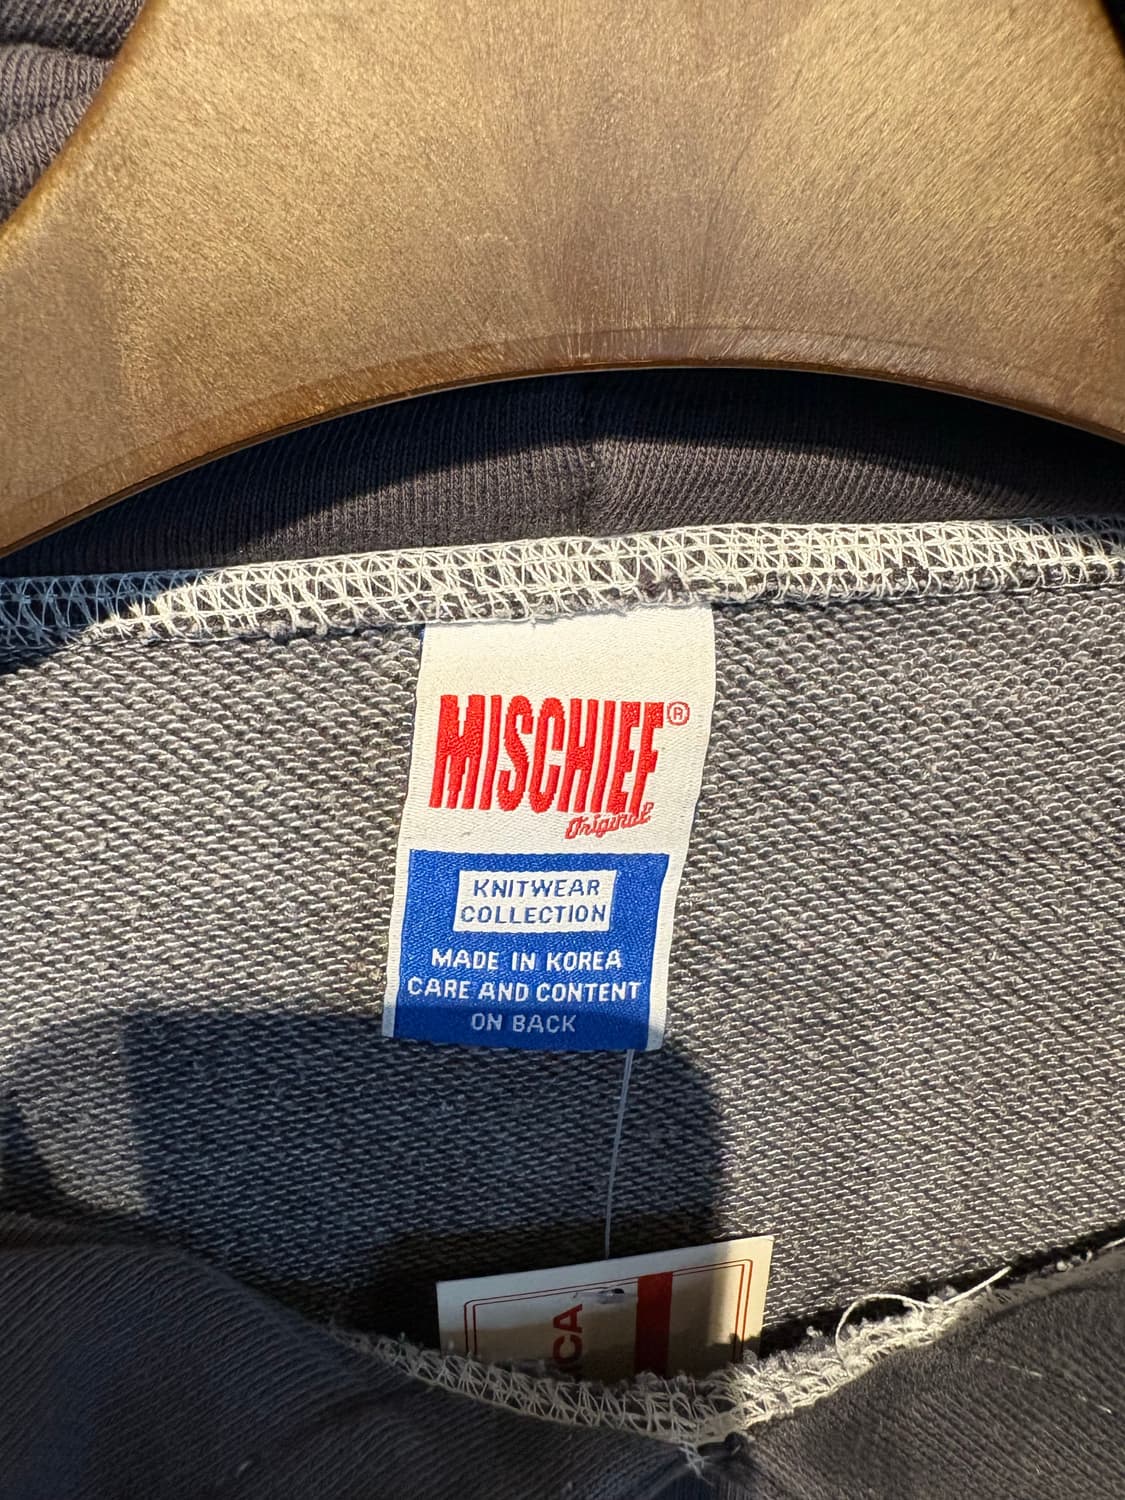 MISCHIEF®
Original
KNITWEAR
COLLECTION
MADE IN KOREA
CARE AND CONTENT
ON BACK